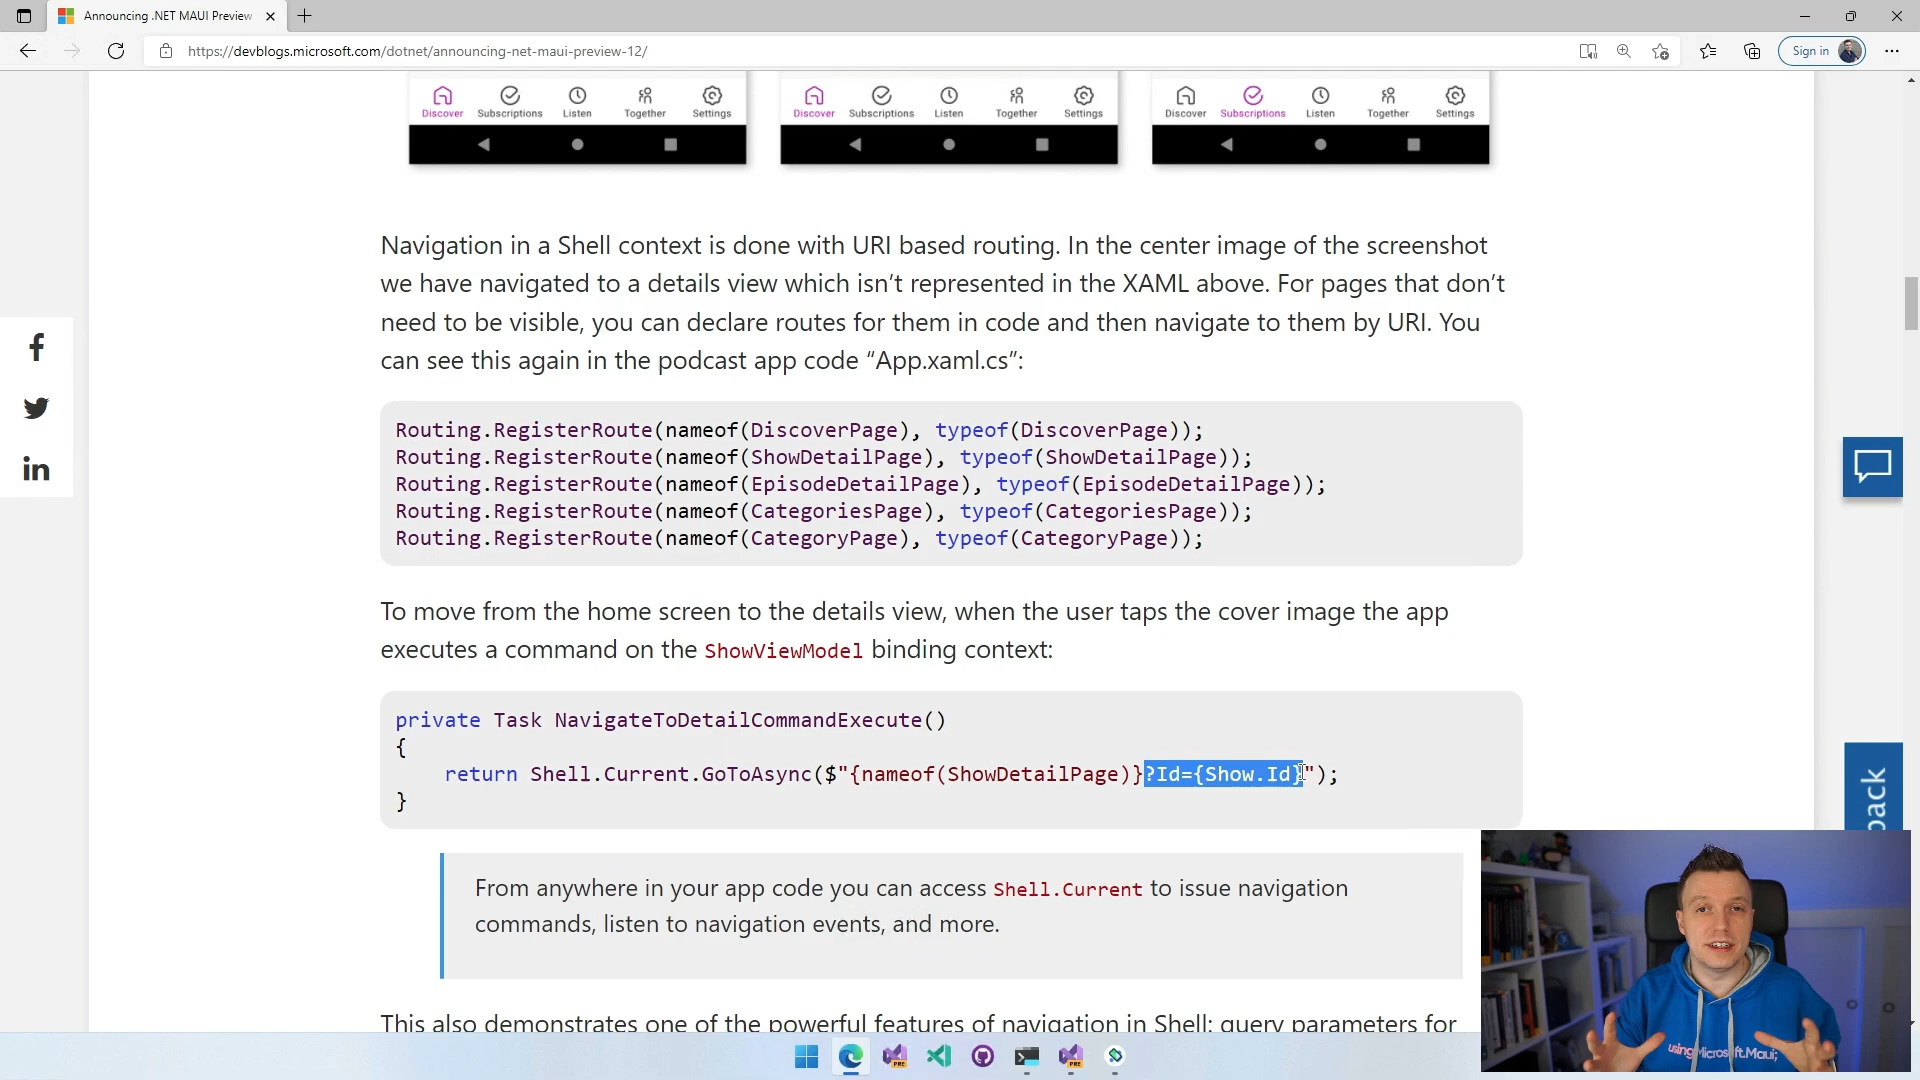 Announcing .NET MAUI Preview
https://devblogs.microsoft.com/dotnet/announcing-net-maui-preview-12/
Sign in
Discover Subscriptions Listen Together Settings
Discover Subscriptions Listen Together Settings
Discover Subscriptions Listen Together Settings
Navigation in a Shell context is done with URI based routing. In the center image of the screenshot
we have navigated to a details view which isn’t represented in the XAML above. For pages that don’t
need to be visible, you can declare routes for them in code and then navigate to them by URI. You
can see this again in the podcast app code “App.xaml.cs”:
Routing.RegisterRoute(nameof(DiscoverPage), typeof(DiscoverPage));
Routing.RegisterRoute(nameof(ShowDetailPage), typeof(ShowDetailPage));
Routing.RegisterRoute(nameof(EpisodeDetailPage), typeof(EpisodeDetailPage));
Routing.RegisterRoute(nameof(CategoriesPage), typeof(CategoriesPage));
Routing.RegisterRoute(nameof(CategoryPage), typeof(CategoryPage));
To move from the home screen to the details view, when the user taps the cover image the app
executes a command on the ShowViewModel binding context:
private Task NavigateToDetailCommandExecute()
{
return Shell.Current.GoToAsync($"{nameof(ShowDetailPage)}?Id={Show.Id}");
}
back
From anywhere in your app code you can access Shell.Current to issue navigation
commands, listen to navigation events, and more.
This also demonstrates one of the powerful features of navigation in Shell: query parameters for
PRE
PRE
using Microsoft.Maui;